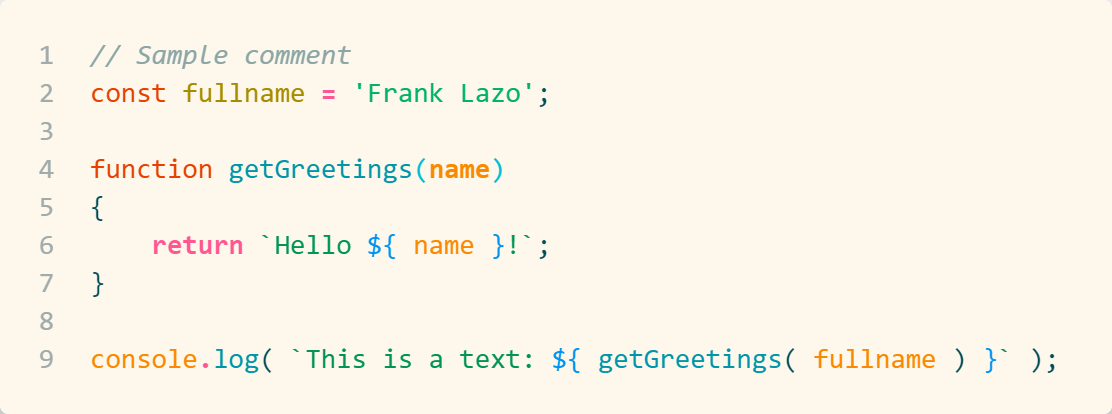 1 // Sample comment
2 const fullname = 'Frank Lazo';
3
4 function getGreetings(name)
5 {
6     return `Hello ${ name }!`;
7 }
8
9 console.log( `This is a text: ${ getGreetings( fullname ) }` );